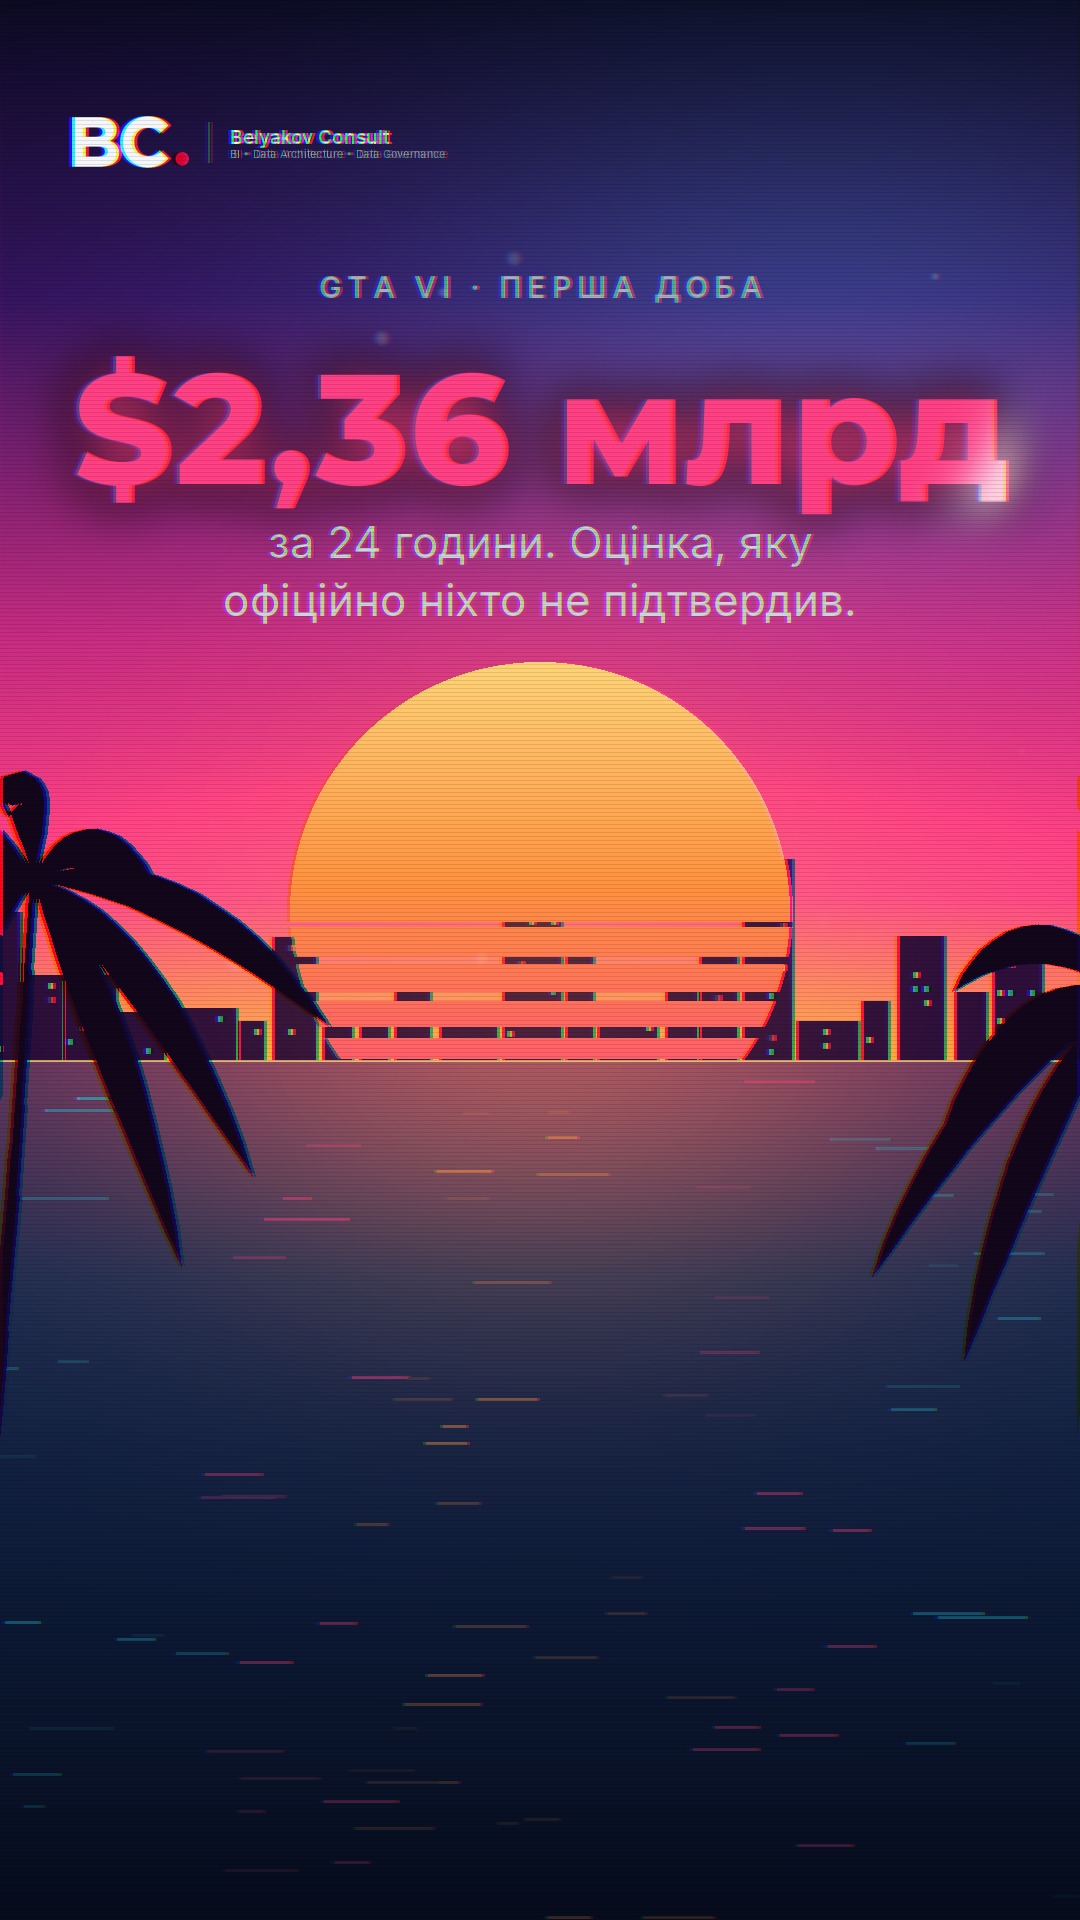 BC.
Belyakov Consult
BI • Data Architecture • Data Governance
GTA VI · ПЕРША ДОБА
$2,36 млрд
за 24 години. Оцінка, яку
офіційно ніхто не підтвердив.